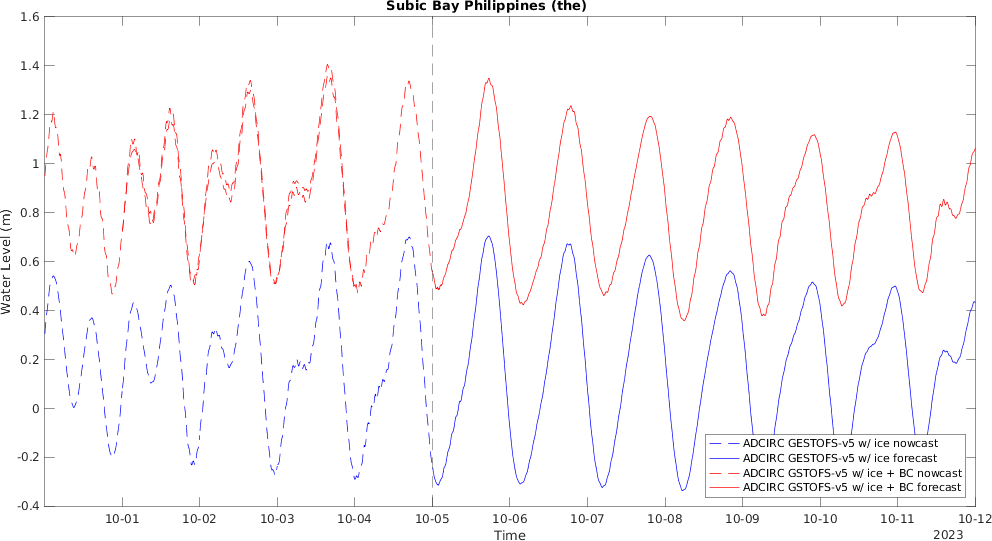 Subic Bay Philippines (the)
1.6
1.4
1.2
1
0.8
0.6
0.4
0.2
0
-0.2
-0.4
Water Level (m)
ADCIRC GESTOFS-v5 w/ ice nowcast
ADCIRC GESTOFS-v5 w/ ice forecast
ADCIRC GSTOFS-v5 w/ ice + BC nowcast
ADCIRC GSTOFS-v5 w/ ice + BC forecast
10-01 10-02 10-03 10-04 10-05 10-06 10-07 10-08 10-09 10-10 10-11 10-12
Time
2023